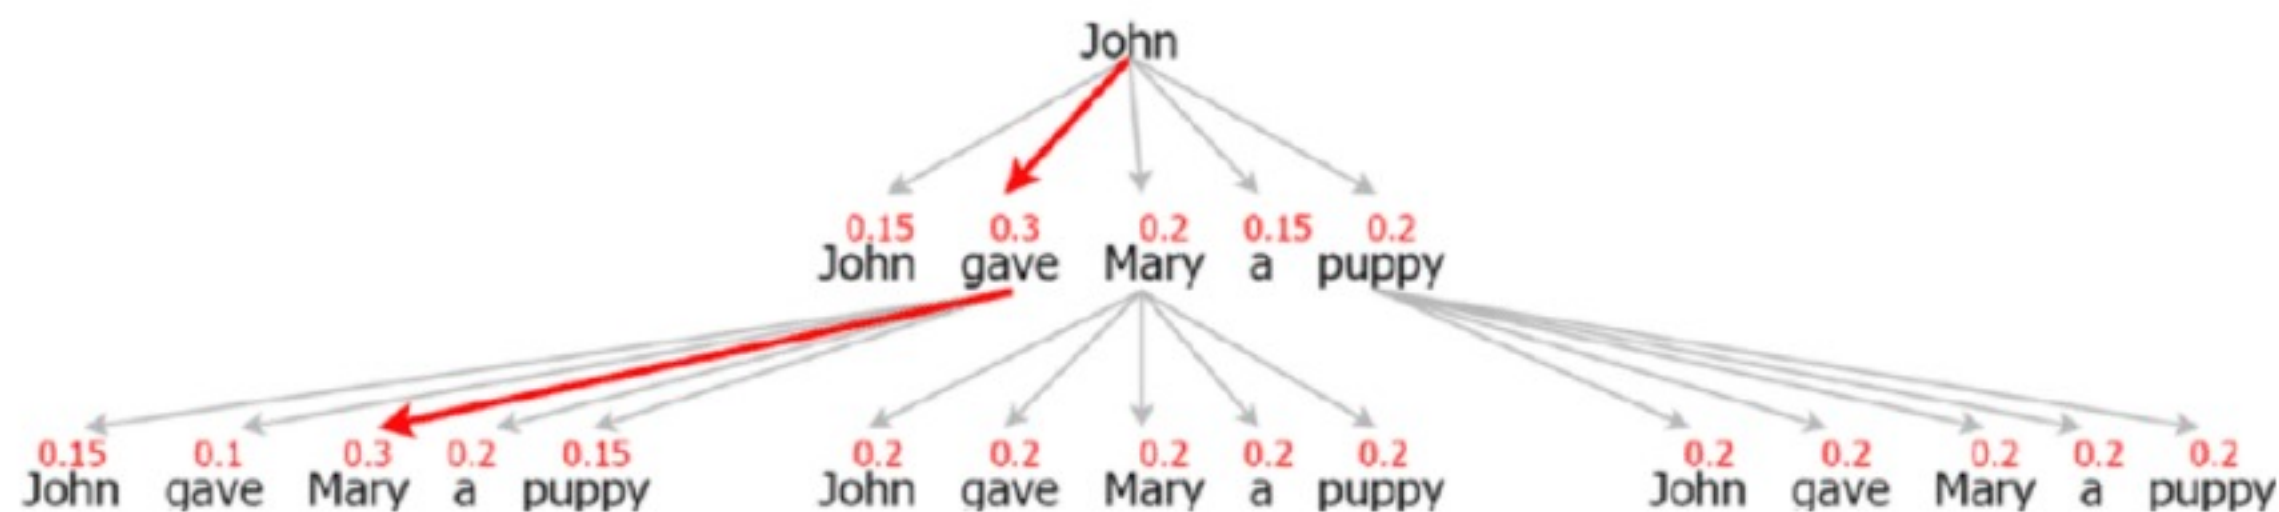 John
0.15 0.3 0.2 0.15 0.2
John gave Mary a puppy
0.15 0.1 0.3 0.2 0.15 0.2 0.2 0.2 0.2 0.2 0.2 0.2 0.2 0.2 0.2
John gave Mary a puppy John gave Mary a puppy John gave Mary a puppy